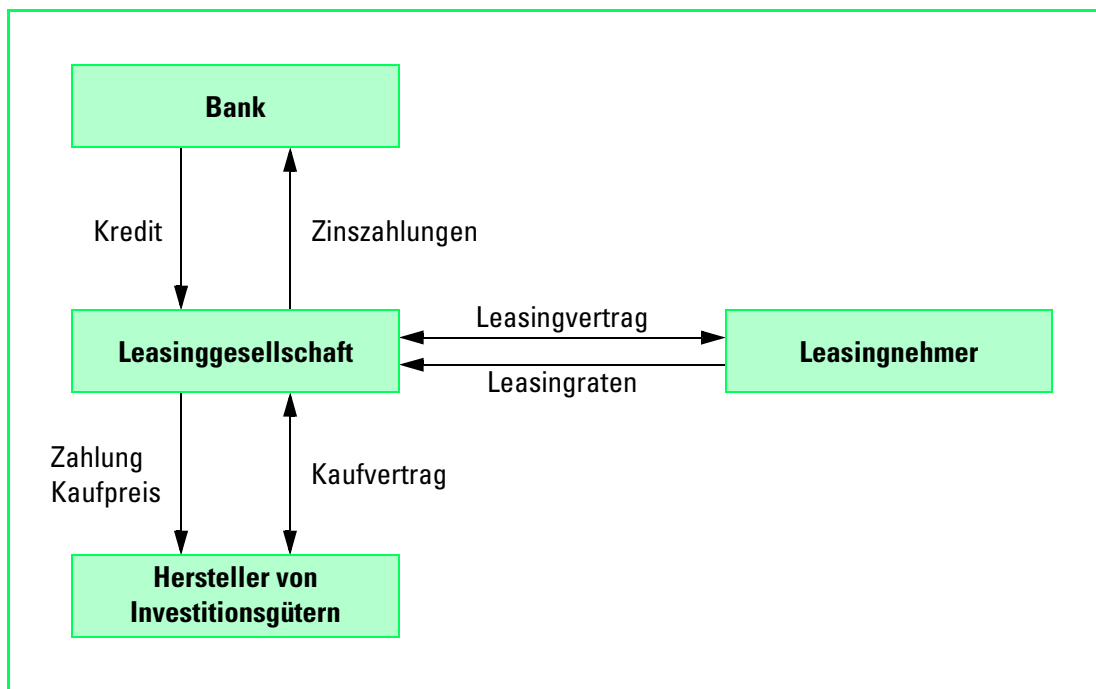 Bank
Kredit
Zinszahlungen
Leasingvertrag
Leasinggesellschaft
Leasingnehmer
Leasingraten
Zahlung
Kaufpreis
Kaufvertrag
Hersteller von
Investitionsgütern